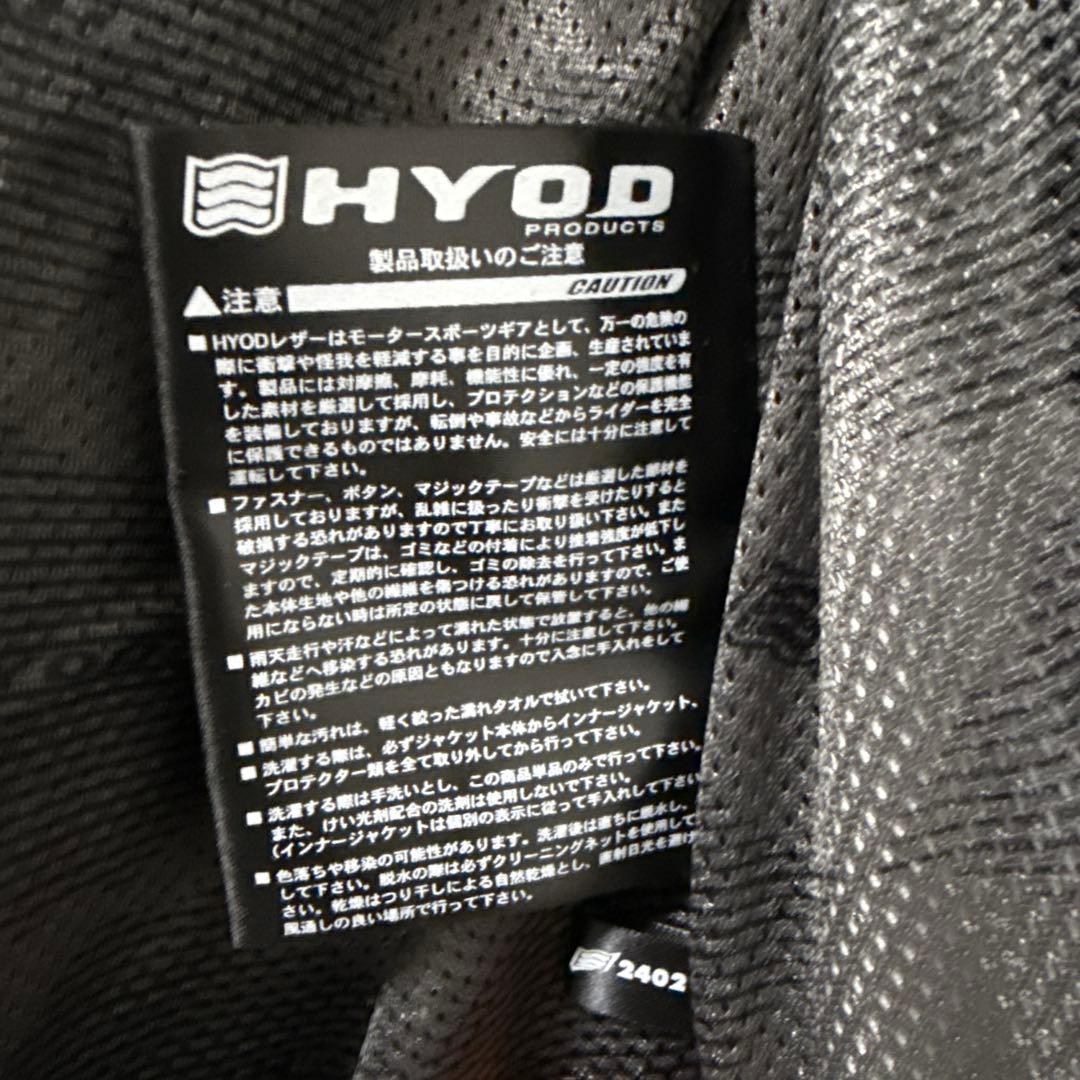 HYOD
PRODUCTS
製品取扱いのご注意
注意 CAUTION
■ HYODレザーはモータースポーツギアとして、万一の危険の
際に衝撃や怪我を軽減する事を目的に企画、生産されていま
す。製品には対摩擦、摩耗、機能性に優れ、一定の強度を有
した素材を厳選して採用し、プロテクションなどの保護機能
を装備しておりますが、転倒や事故などからライダーを完全
に保護できるものではありません。安全には十分に注意して
運転して下さい。
■ ファスナー、ボタン、マジックテープなどは厳選した部材を
採用しておりますが、乱雑に扱ったり衝撃を受けたりすると
破損する恐れがありますので丁寧にお取り扱い下さい。また
マジックテープは、ゴミなどの付着により接着強度が低下し
ますので、定期的に確認し、ゴミの除去を行って下さい。ま
た本体生地や他の繊維を傷つける恐れがありますので、ご使
用にならない時は所定の状態に戻して保管して下さい。
■ 雨天走行や汗などによって濡れた状態で放置すると、他の繊
維などへ移染する恐れがあります。十分に注意して下さい。
カビの発生などの原因ともなりますので入念に手入れをして
下さい。
■ 簡単な汚れは、軽く絞った濡れタオルで拭いて下さい。
■ 洗濯する際は、必ずジャケット本体からインナージャケット、
プロテクター類を全て取り外してから行って下さい。
■ 洗濯する際は手洗いとし、この商品単品のみで行って下さい。
また、けい光剤配合の洗剤は使用しないで下さい。
(インナージャケットは個別の表示に従って手入れして下さい
■ 色落ちや移染の可能性があります。洗濯後は直ちに脱水し、
して下さい。脱水の際は必ずクリーニングネットを使用して
さい。乾燥はつり干しによる自然乾燥とし、直射日光を避け
風通しの良い場所で行って下さい。
2402